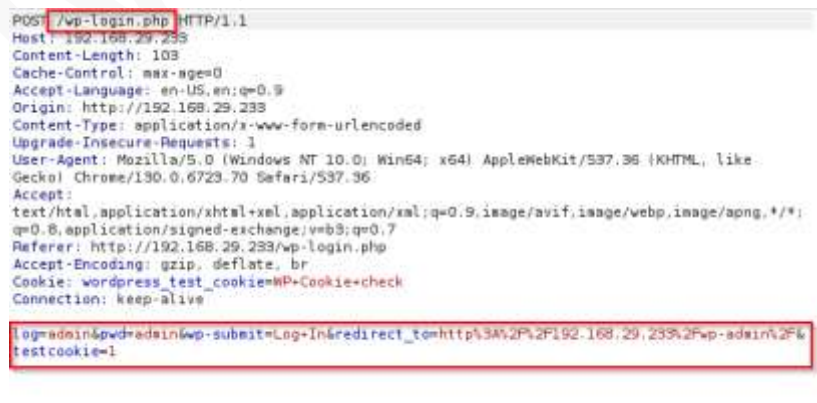 POST /wp-login.php HTTP/1.1
Host: 192.168.29.233
Content-Length: 103
Cache-Control: max-age=0
Accept-Language: en-US,en;q=0.9
Origin: http://192.168.29.233
Content-Type: application/x-www-form-urlencoded
Upgrade-Insecure-Requests: 1
User-Agent: Mozilla/5.0 (Windows NT 10.0; Win64; x64) AppleWebKit/537.36 (KHTML, like
Gecko) Chrome/130.0.6723.70 Safari/537.36
Accept:
text/html,application/xhtml+xml,application/xml;q=0.9,image/avif,image/webp,image/apng,*/*;
q=0.8,application/signed-exchange;v=b3;q=0.7
Referer: http://192.168.29.233/wp-login.php
Accept-Encoding: gzip, deflate, br
Cookie: wordpress_test_cookie=WP+Cookie+check
Connection: keep-alive
log=admin&pwd=admin&wp-submit=Log+In&redirect_to=http%3A%2F%2F192.168.29.233%2Fwp-admin%2F&
testcookie=1